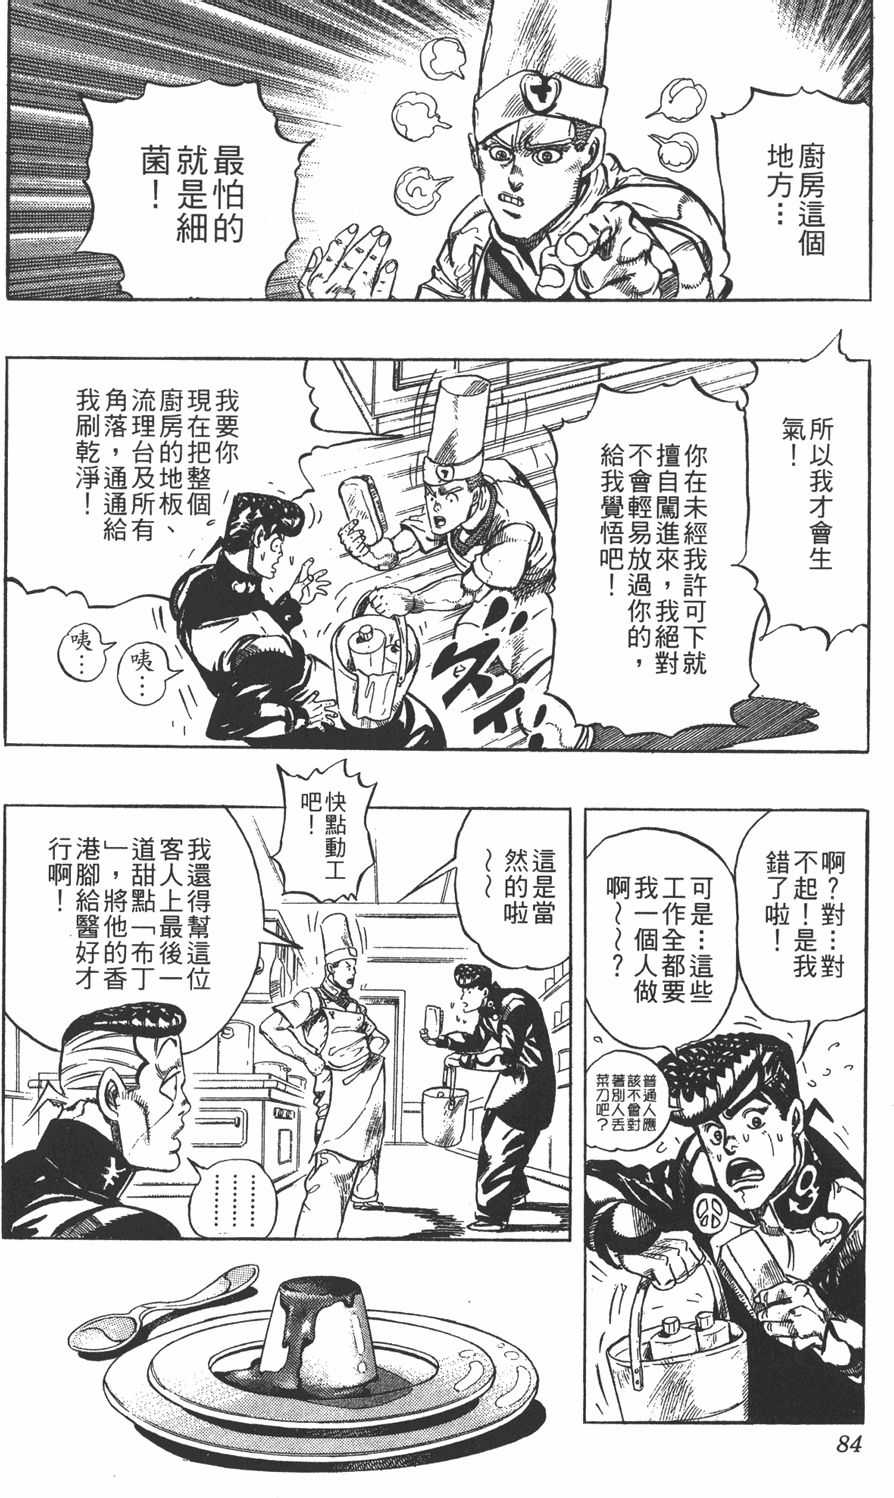 廚房這個
地方…
最怕的
就是細
菌！
所以我才會生
氣！
你在未經我許可下就
擅自闖進來，我絕對
不會輕易放過你的，
給我覺悟吧！
我要你
現在把整個
廚房的地板、
流理台及所有
角落，通通給
我刷乾淨！
咦…
咦…
ズイ
啊？對…對
不起！是我
錯了啦！
可是…這些
工作全都要
我一個人做
啊～～？
普通人應
該不會對
著別人丟
菜刀吧？
這是當
然的啦
～～
快點動工
吧！
我還得幫這位
客人上最後一
道甜點「布丁
」，將他的香
港腳給醫好才
行啊！
…………
84